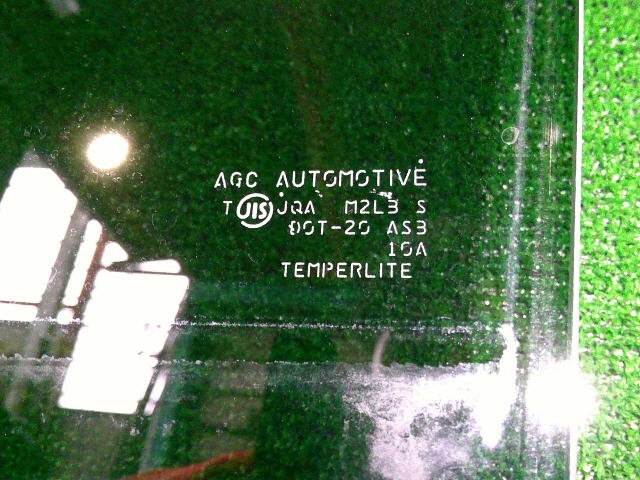 AGC AUTOMOTIVE
T JIS JQA M2L3 S
DOT-20 AS3
10A
TEMPERLITE